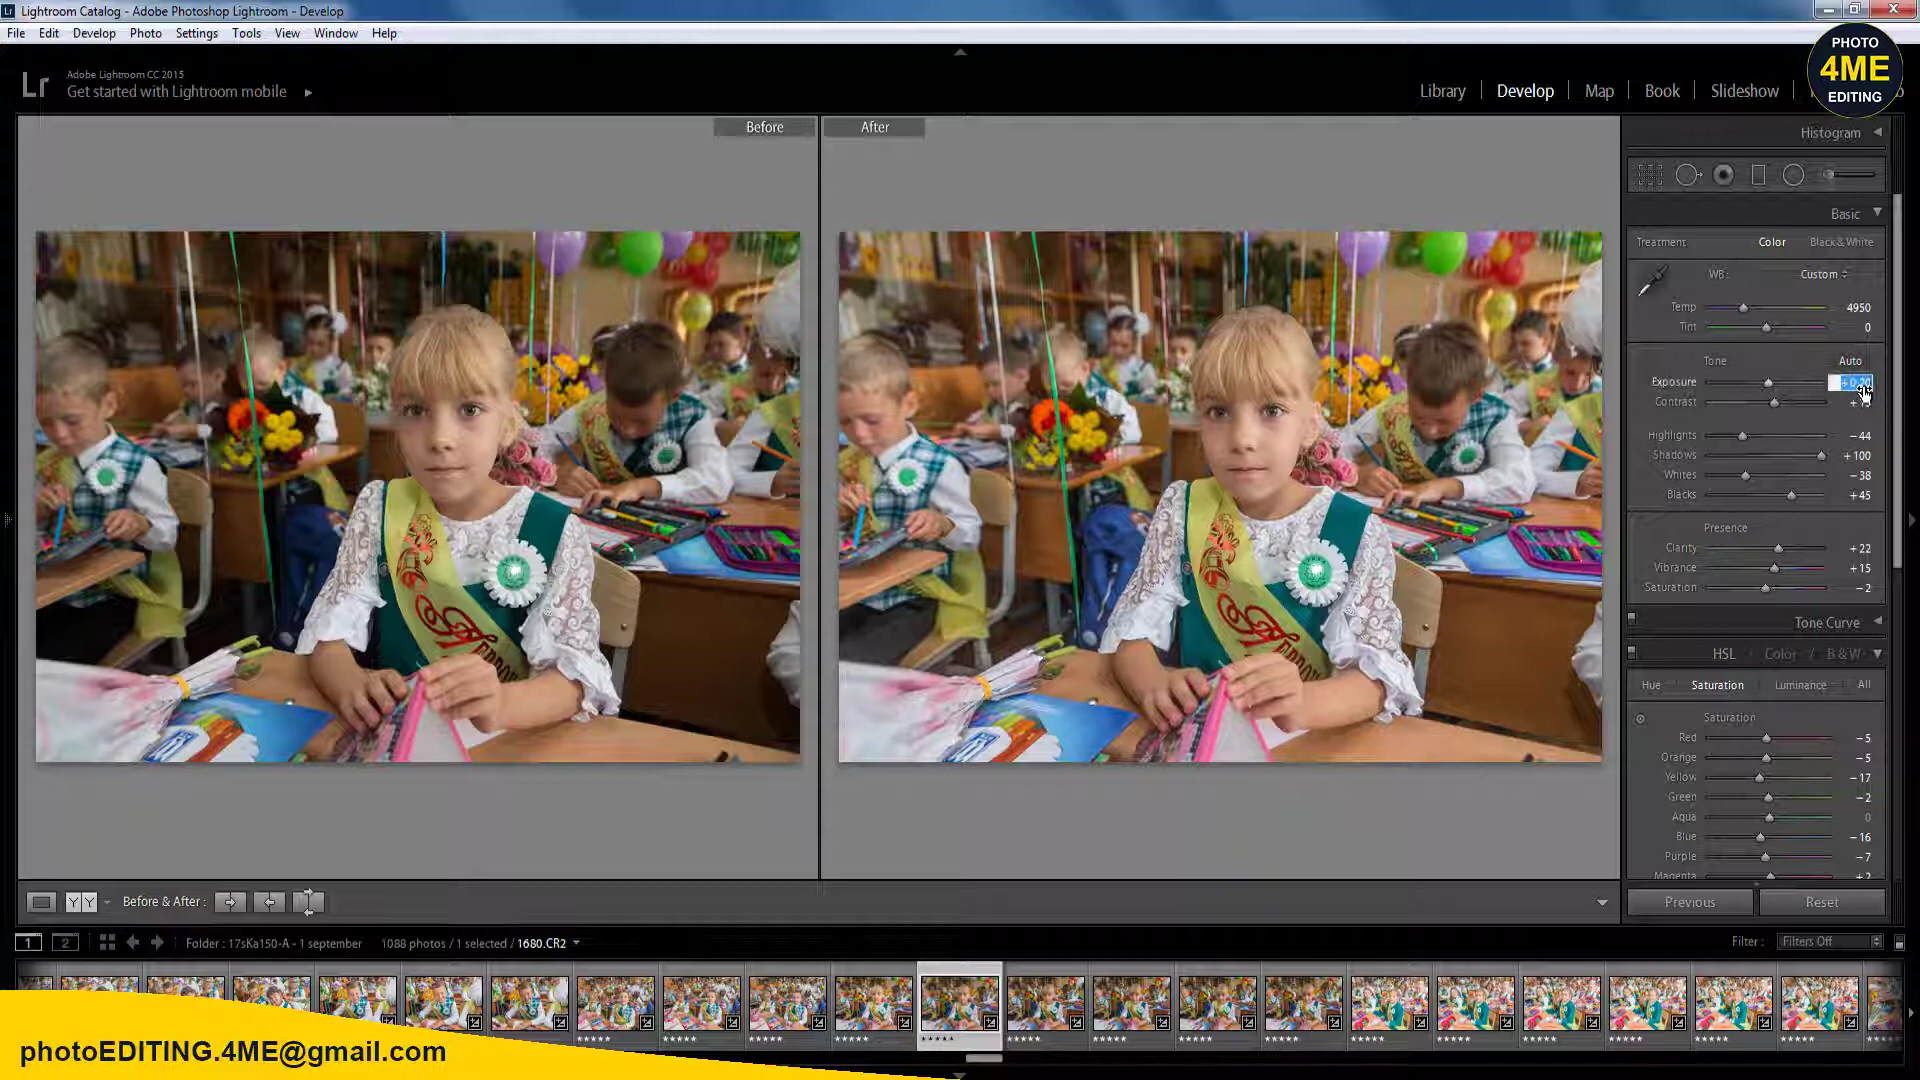 Lightroom Catalog - Adobe Photoshop Lightroom - Develop
File Edit Develop Photo Settings Tools View Window Help
PHOTO
4ME
EDITING
Lr
Adobe Lightroom CC 2015
Get started with Lightroom mobile
Library Develop Map Book Slideshow
Before After
Histogram
Basic
Treatment Color Black & White
WB: Custom
Temp 4950
Tint 0
Tone Auto
Exposure
Contrast
Highlights −44
Shadows +100
Whites −38
Blacks +45
Presence
Clarity +22
Vibrance +15
Saturation −2
Tone Curve
HSL / Color / B & W
Hue Saturation Luminance All
Saturation
Red −5
Orange −5
Yellow −17
Green −2
Aqua 0
Blue −16
Purple −7
Magenta +2
Before & After :
Previous Reset
1 2 Folder : 17sKa150-A - 1 september 1088 photos / 1 selected / 1680.CR2 Filter : Filters Off
photoEDITING.4ME@gmail.com